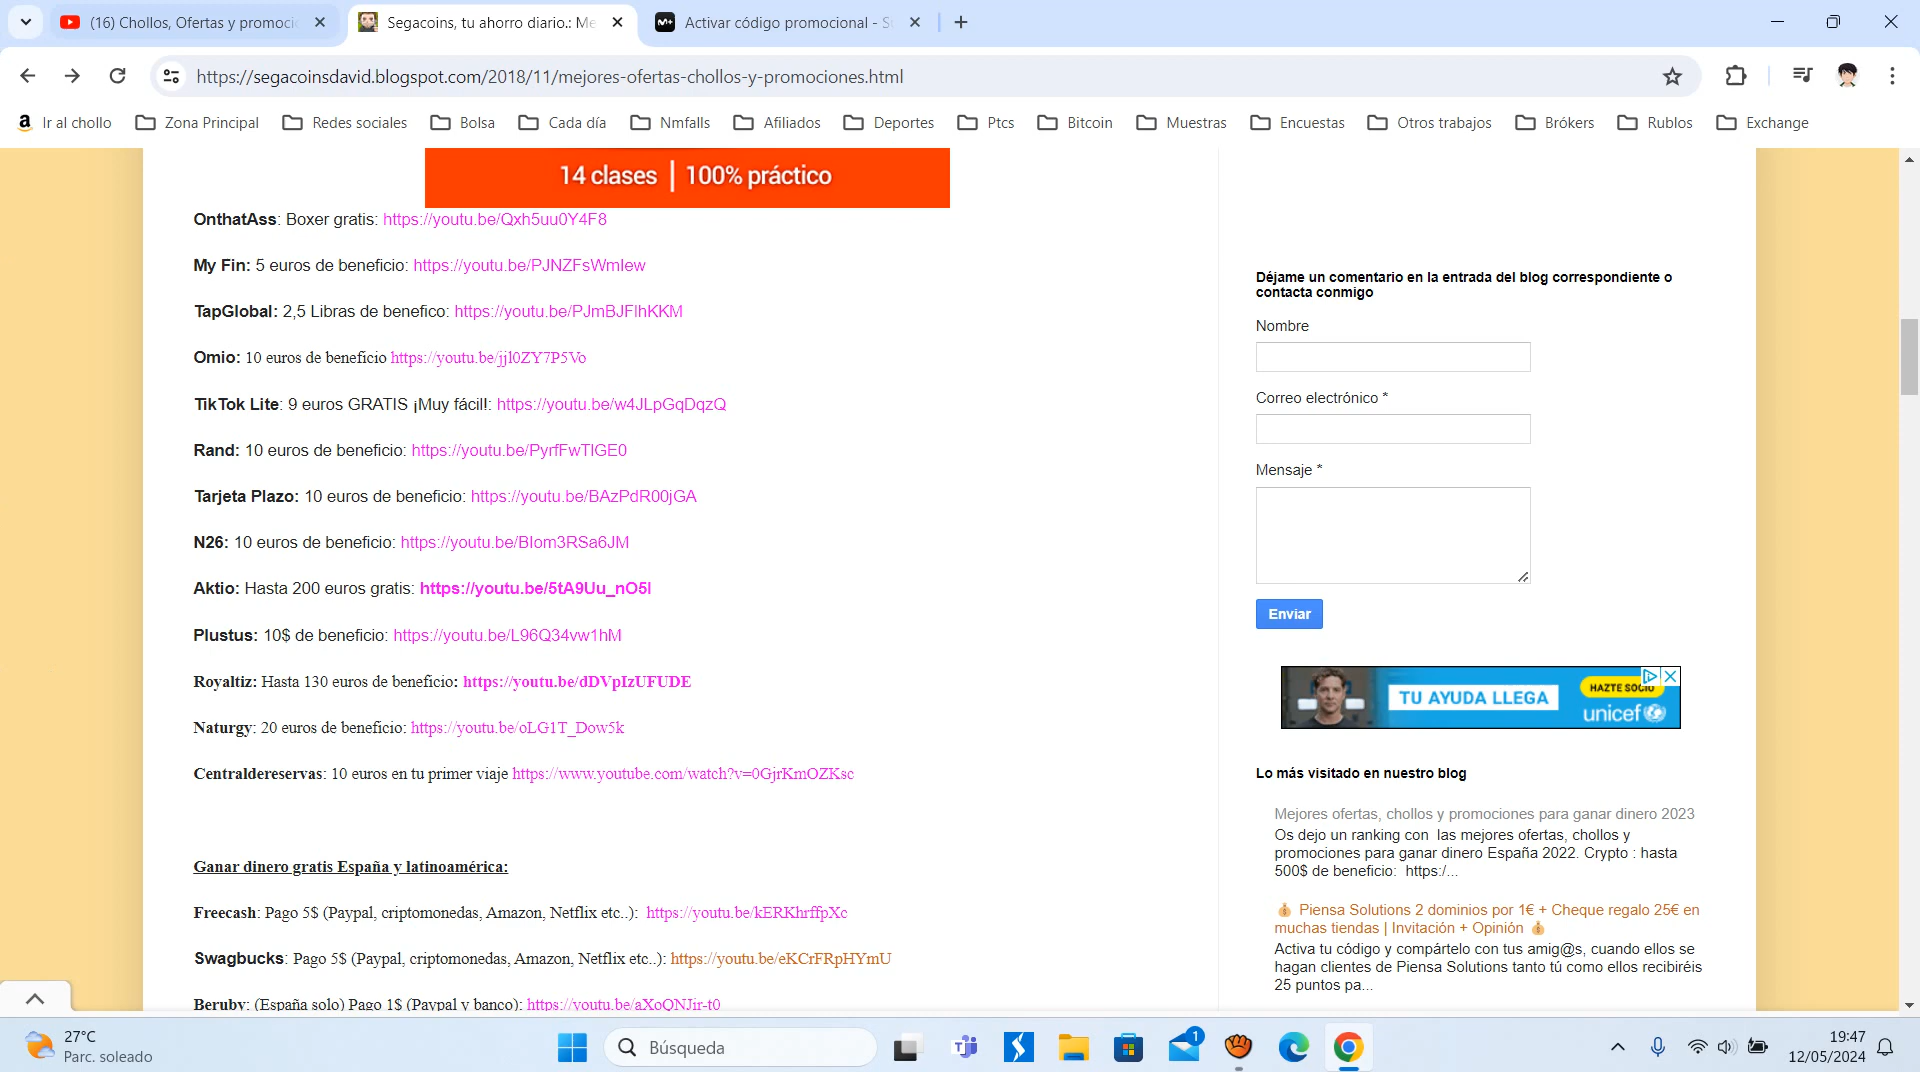 (16) Chollos, Ofertas y promoci
Segacoins, tu ahorro diario.: Me
M+
Activar código promocional - S
https://segacoinsdavid.blogspot.com/2018/11/mejores-ofertas-chollos-y-promociones.html
Ir al chollo
Zona Principal
Redes sociales
Bolsa
Cada día
Nmfalls
Afiliados
Deportes
Ptcs
Bitcoin
Muestras
Encuestas
Otros trabajos
Brókers
Rublos
Exchange
14 clases | 100% práctico
OnthatAss: Boxer gratis: https://youtu.be/Qxh5uu0Y4F8
My Fin: 5 euros de beneficio: https://youtu.be/PJNZFsWmIew
TapGlobal: 2,5 Libras de benefico: https://youtu.be/PJmBJFlhKKM
Omio: 10 euros de beneficio https://youtu.be/jjl0ZY7P5Vo
TikTok Lite: 9 euros GRATIS ¡Muy fácil!: https://youtu.be/w4JLpGqDqzQ
Rand: 10 euros de beneficio: https://youtu.be/PyrfFwTIGE0
Tarjeta Plazo: 10 euros de beneficio: https://youtu.be/BAzPdR00jGA
N26: 10 euros de beneficio: https://youtu.be/BIom3RSa6JM
Aktio: Hasta 200 euros gratis: https://youtu.be/5tA9Uu_nO5I
Plustus: 10$ de beneficio: https://youtu.be/L96Q34vw1hM
Royaltiz: Hasta 130 euros de beneficio: https://youtu.be/dDVpIzUFUDE
Naturgy: 20 euros de beneficio: https://youtu.be/oLG1T_Dow5k
Centraldereservas: 10 euros en tu primer viaje https://www.youtube.com/watch?v=0GjrKmOZKsc
Ganar dinero gratis España y latinoamérica:
Freecash: Pago 5$ (Paypal, criptomonedas, Amazon, Netflix etc..): https://youtu.be/kERKhrffpXc
Swagbucks: Pago 5$ (Paypal, criptomonedas, Amazon, Netflix etc..): https://youtu.be/eKCrFRpHYmU
Beruby: (España solo) Pago 1$ (Paypal y banco): https://youtu.be/aXoQNJir-t0
Déjame un comentario en la entrada del blog correspondiente o
contacta conmigo
Nombre
Correo electrónico *
Mensaje *
Enviar
TU AYUDA LLEGA
HAZTE SOCIO
unicef
Lo más visitado en nuestro blog
Mejores ofertas, chollos y promociones para ganar dinero 2023
Os dejo un ranking con las mejores ofertas, chollos y
promociones para ganar dinero España 2022. Crypto : hasta
500$ de beneficio: https:/...
Piensa Solutions 2 dominios por 1€ + Cheque regalo 25€ en
muchas tiendas | Invitación + Opinión
Activa tu código y compártelo con tus amig@s, cuando ellos se
hagan clientes de Piensa Solutions tanto tú como ellos recibiréis
25 puntos pa...
27°C
Parc. soleado
Búsqueda
1
19:47
12/05/2024